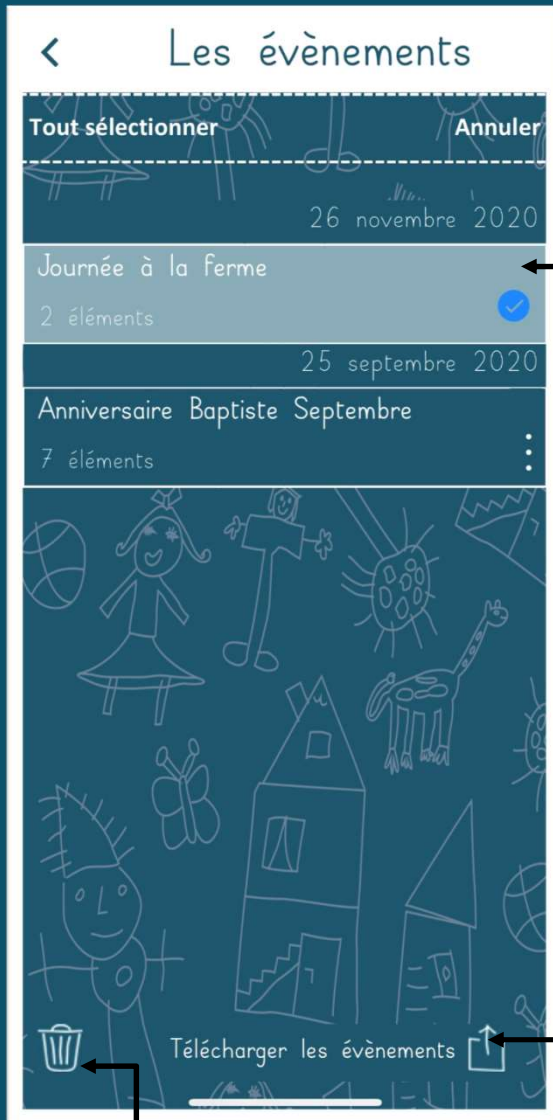 Les évènements
Tout sélectionner Annuler
26 novembre 2020
Journée à la ferme
2 éléments
25 septembre 2020
Anniversaire Baptiste Septembre
7 éléments
Télécharger les évènements